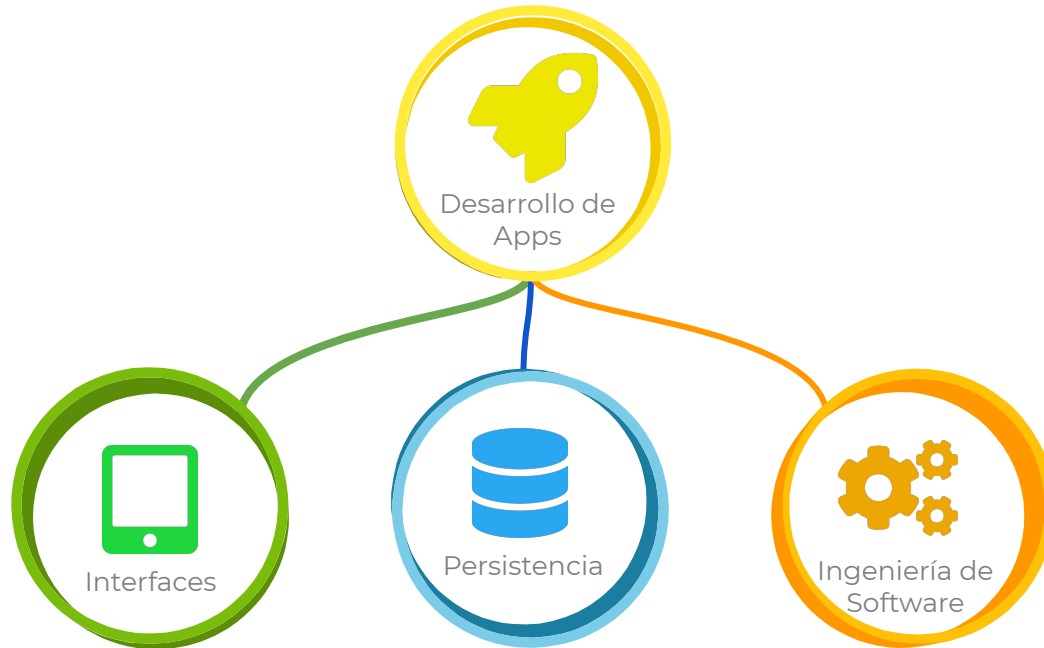 Desarrollo de
Apps
Interfaces
Persistencia
Ingeniería de
Software